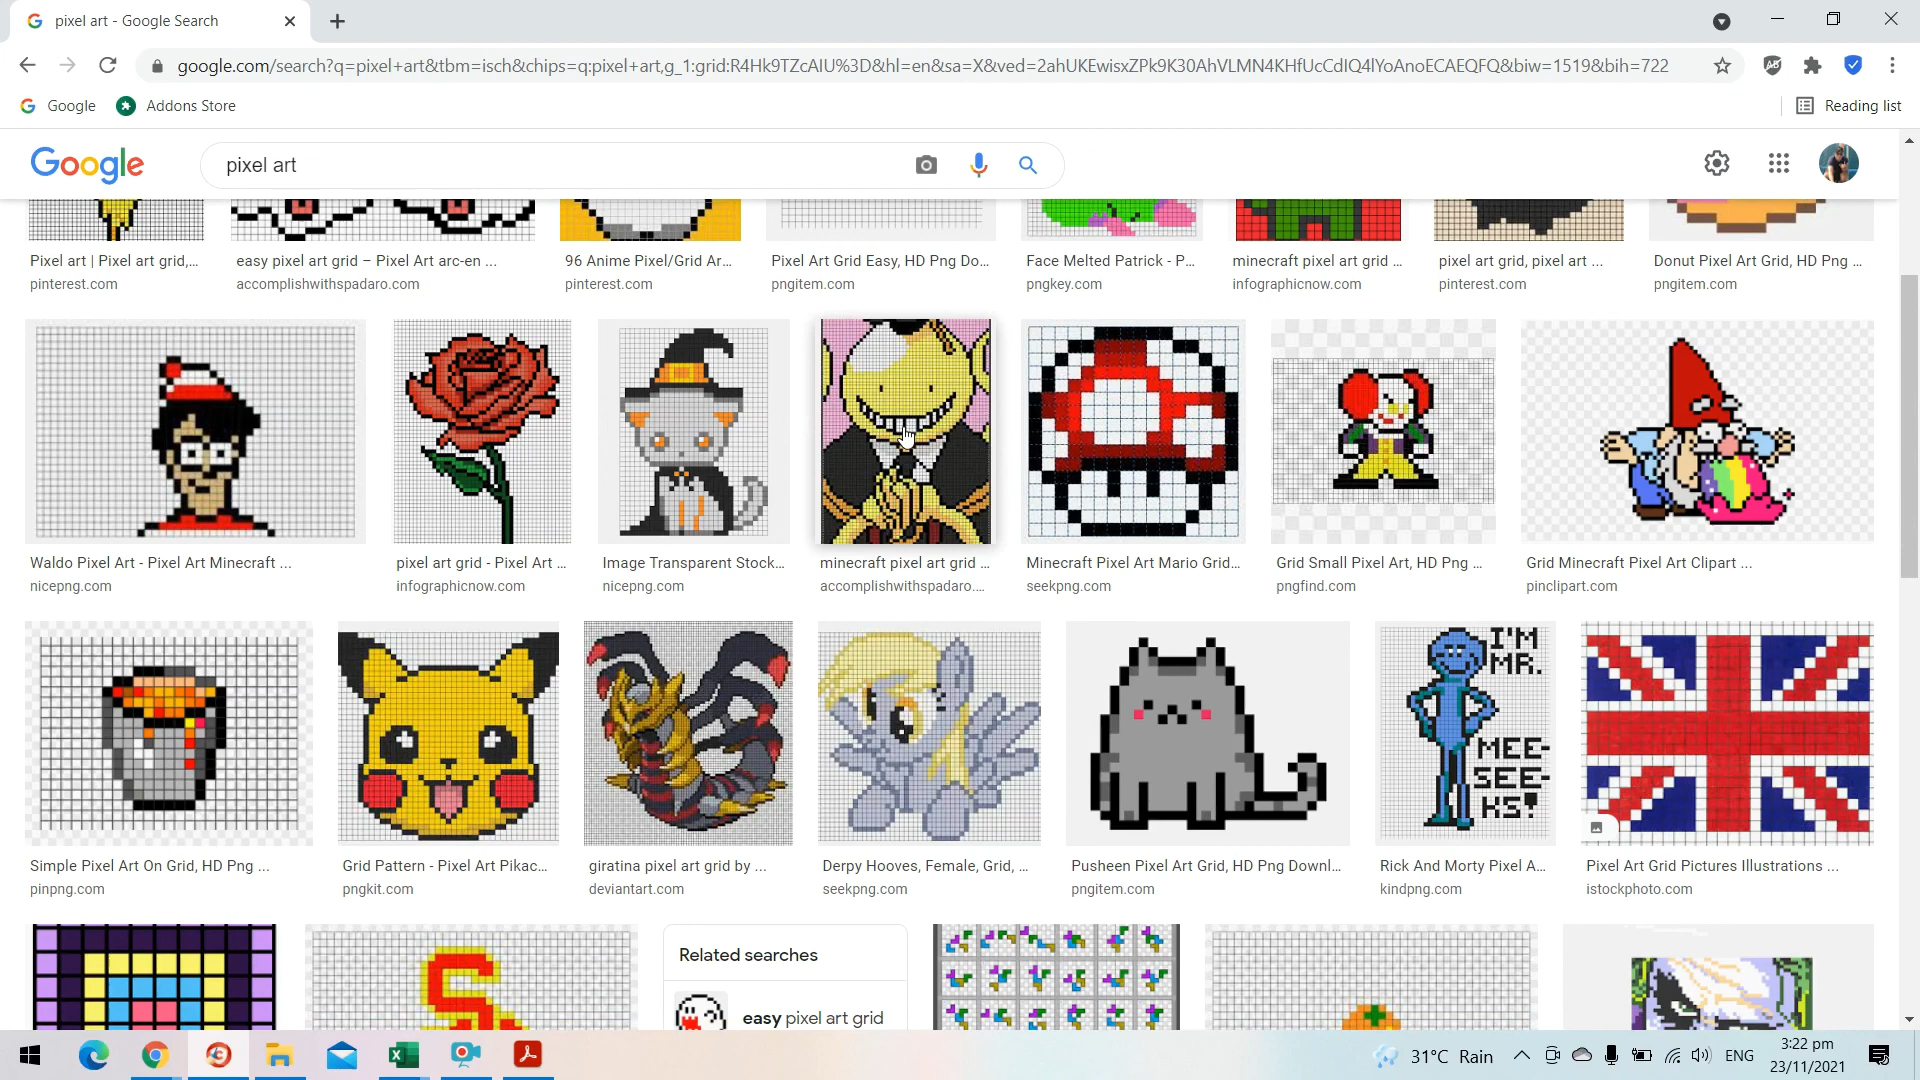 pixel art - Google Search
google.com/search?q=pixel+art&tbm=isch&chips=q:pixel+art,g_1:grid:R4Hk9TZcAIU%3D&hl=en&sa=X&ved=2ahUKEwisxZPk9K30AhVLMN4KHfUcCdIQ4lYoAnoECAEQFQ&biw=1519&bih=722
Google Addons Store Reading list
Google pixel art
Pixel art | Pixel art grid,... easy pixel art grid – Pixel Art arc-en ... 96 Anime Pixel/Grid Ar... Pixel Art Grid Easy, HD Png Do... Face Melted Patrick - P... minecraft pixel art grid ... pixel art grid, pixel art ... Donut Pixel Art Grid, HD Png ...
pinterest.com accomplishwithspadaro.com pinterest.com pngitem.com pngkey.com infographicnow.com pinterest.com pngitem.com
Waldo Pixel Art - Pixel Art Minecraft ... pixel art grid - Pixel Art ... Image Transparent Stock... minecraft pixel art grid ... Minecraft Pixel Art Mario Grid... Grid Small Pixel Art, HD Png ... Grid Minecraft Pixel Art Clipart ...
nicepng.com infographicnow.com nicepng.com accomplishwithspadaro.... seekpng.com pngfind.com pinclipart.com
I'M
MR.
MEE-
SEE-
KS!
Simple Pixel Art On Grid, HD Png ... Grid Pattern - Pixel Art Pikac... giratina pixel art grid by ... Derpy Hooves, Female, Grid, ... Pusheen Pixel Art Grid, HD Png Downl... Rick And Morty Pixel A... Pixel Art Grid Pictures Illustrations ...
pinpng.com pngkit.com deviantart.com seekpng.com pngitem.com kindpng.com istockphoto.com
Related searches
easy pixel art grid
31°C Rain ENG 3:22 pm
23/11/2021